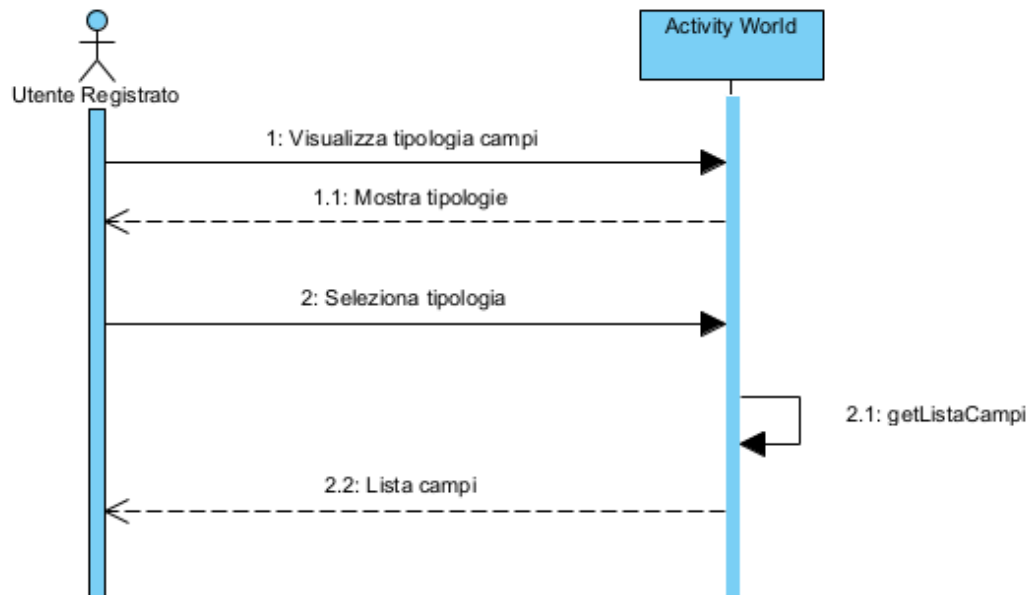 Activity World
Utente Registrato
1: Visualizza tipologia campi
1.1: Mostra tipologie
2: Seleziona tipologia
2.1: getListaCampi
2.2: Lista campi